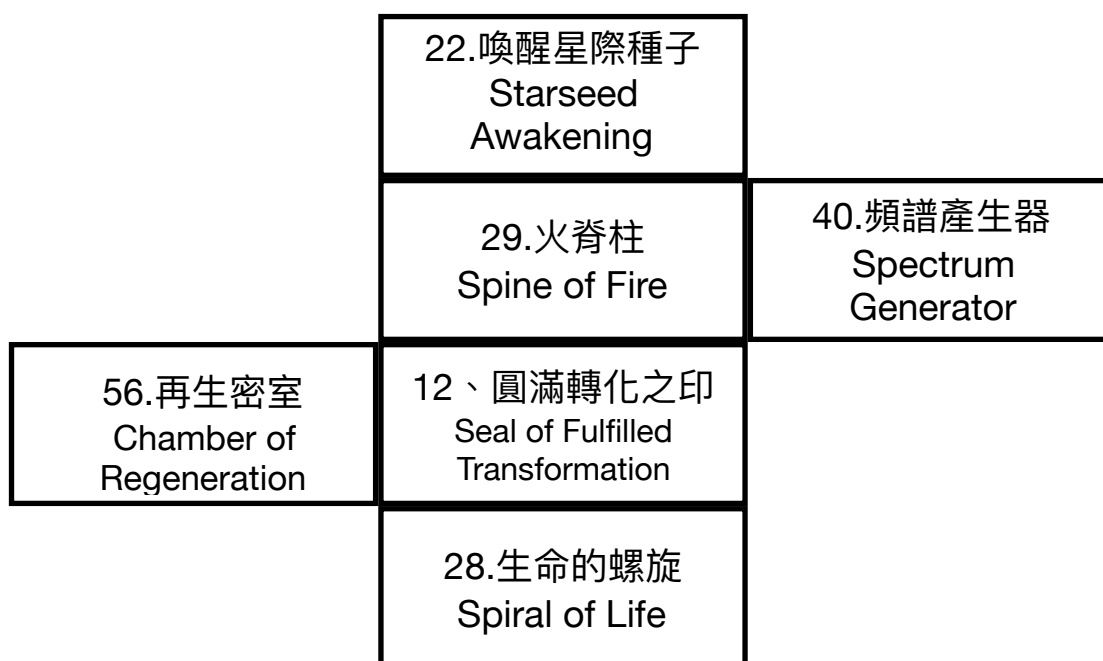 22.喚醒星際種子
Starseed
Awakening
29.火脊柱
Spine of Fire
40.頻譜產生器
Spectrum
Generator
56.再生密室
Chamber of
Regeneration
12、圓滿轉化之印
Seal of Fulfilled
Transformation
28.生命的螺旋
Spiral of Life